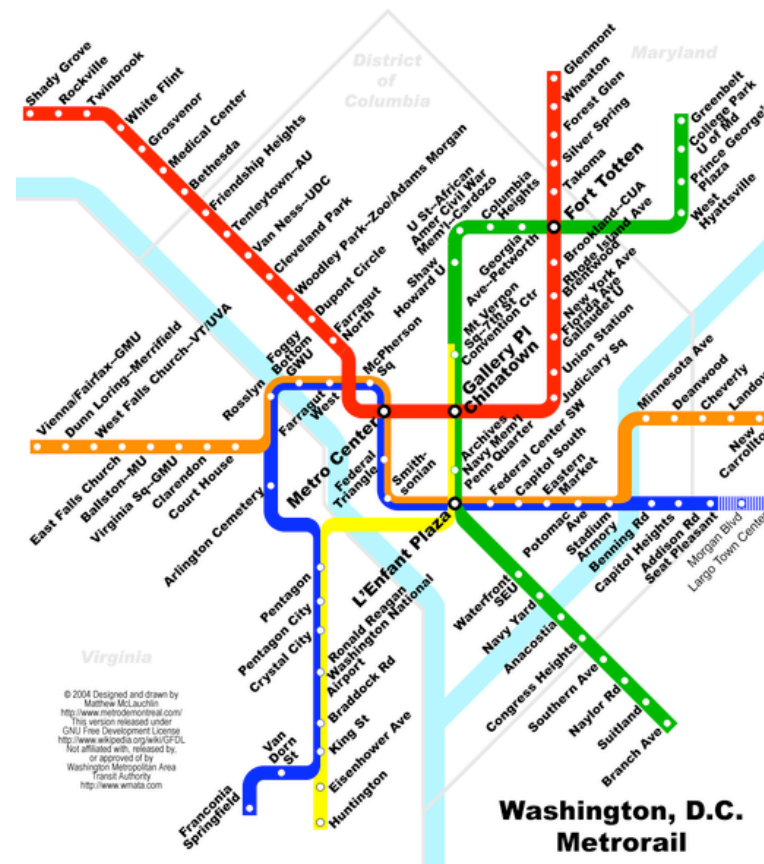 District
of
Columbia
Maryland
Shady Grove
Rockville
Twinbrook
White Flint
Grosvenor
Medical Center
Bethesda
Friendship Heights
Tenleytown--AU
Van Ness--UDC
Cleveland Park
Woodley Park--Zoo/Adams Morgan
Dupont Circle
Farragut
North
Glenmont
Wheaton
Forest Glen
Silver Spring
Takoma
Fort Totten
Brookland--CUA
Rhode Island Ave
Brentwood
New York Ave
Florida Ave
Gallaudet U
Union Station
Judiciary Sq
Greenbelt
College Park
U of Md
Prince George's
Plaza
West
Hyattsville
U St--African
Amer Civil War
Mem'l--Cardozo
Columbia
Heights
Georgia
Ave--Petworth
Shaw
Howard U
Mt Vernon
Sq--7th St
Convention Ctr
Gallery Pl
Chinatown
Vienna/Fairfax--GMU
Dunn Loring--Merrifield
West Falls Church--VT/UVA
East Falls Church
Ballston--MU
Virginia Sq--GMU
Clarendon
Court House
Rosslyn
Foggy
Bottom
GWU
Farragut
West
McPherson
Sq
Metro Center
Federal
Triangle
Smith-
sonian
Archives
Navy Mem'l
Penn Quarter
Federal Center SW
Capitol South
Eastern
Market
Minnesota Ave
Deanwood
Cheverly
Landover
New
Carrollton
Potomac
Ave
Stadium
Armory
Benning Rd
Capitol Heights
Addison Rd
Seat Pleasant
Morgan Blvd
Largo Town Center
Arlington Cemetery
L'Enfant Plaza
Pentagon
Pentagon City
Crystal City
Ronald Reagan
Washington National
Airport
Braddock Rd
King St
Eisenhower Ave
Huntington
Van
Dorn
St
Franconia
Springfield
Waterfront
SEU
Navy Yard
Anacostia
Congress Heights
Southern Ave
Naylor Rd
Suitland
Branch Ave
Virginia
© 2004 Designed and drawn by
Matthew McLauchlin
http://www.metrodemontreal.com/
This version released under
GNU Free Development License
http://www.wikipedia.org/wiki/GFDL
Not affiliated with, released by,
or approved of by
Washington Metropolitan Area
Transit Authority
http://www.wmata.com
Washington, D.C.
Metrorail